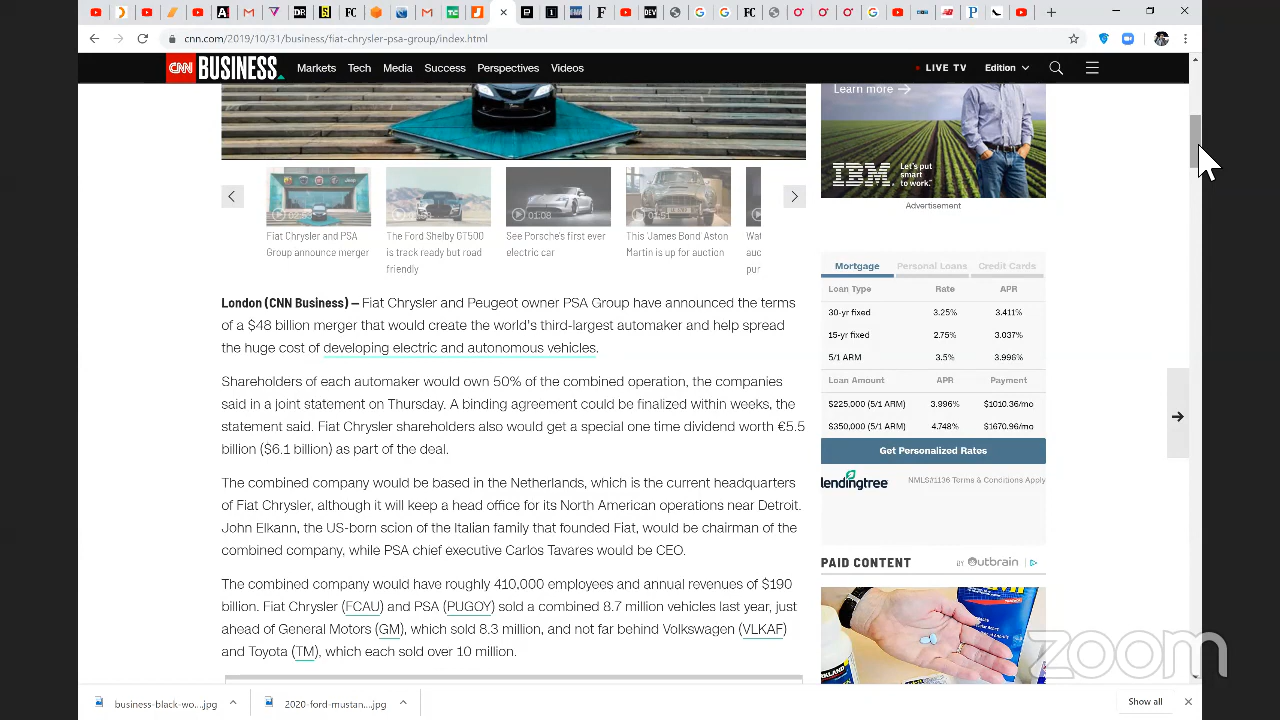 cnn.com/2019/10/31/business/fiat-chrysler-psa-group/index.html
CNN BUSINESS
Markets
Tech
Media
Success
Perspectives
Videos
LIVE TV
Edition
Learn more
IBM.
Let's put
smart
to work.™
Advertisement
01:08
Fiat Chrysler and PSA
Group announce merger
The Ford Shelby GT500
is track ready but road
friendly
See Porsche's first ever
electric car
This 'James Bond' Aston
Martin is up for auction
Wat
auc
pur
London (CNN Business) — Fiat Chrysler and Peugeot owner PSA Group have announced the terms
of a $48 billion merger that would create the world's third-largest automaker and help spread
the huge cost of developing electric and autonomous vehicles.
Shareholders of each automaker would own 50% of the combined operation, the companies
said in a joint statement on Thursday. A binding agreement could be finalized within weeks, the
statement said. Fiat Chrysler shareholders also would get a special one time dividend worth €5.5
billion ($6.1 billion) as part of the deal.
The combined company would be based in the Netherlands, which is the current headquarters
of Fiat Chrysler, although it will keep a head office for its North American operations near Detroit.
John Elkann, the US-born scion of the Italian family that founded Fiat, would be chairman of the
combined company, while PSA chief executive Carlos Tavares would be CEO.
The combined company would have roughly 410,000 employees and annual revenues of $190
billion. Fiat Chrysler (FCAU) and PSA (PUGOY) sold a combined 8.7 million vehicles last year, just
ahead of General Motors (GM), which sold 8.3 million, and not far behind Volkswagen (VLKAF)
and Toyota (TM), which each sold over 10 million.
Mortgage
Personal Loans
Credit Cards
Loan Type Rate APR
30-yr fixed 3.25% 3.411%
15-yr fixed 2.75% 3.037%
5/1 ARM 3.5% 3.996%
Loan Amount APR Payment
$225,000 (5/1 ARM) 3.996% $1010.36/mo
$350,000 (5/1 ARM) 4.748% $1670.96/mo
Get Personalized Rates
lendingtree
NMLS#1136 Terms & Conditions Apply
PAID CONTENT
BY Outbrain
zoom
business-black-wo....jpg
2020-ford-mustan....jpg
Show all